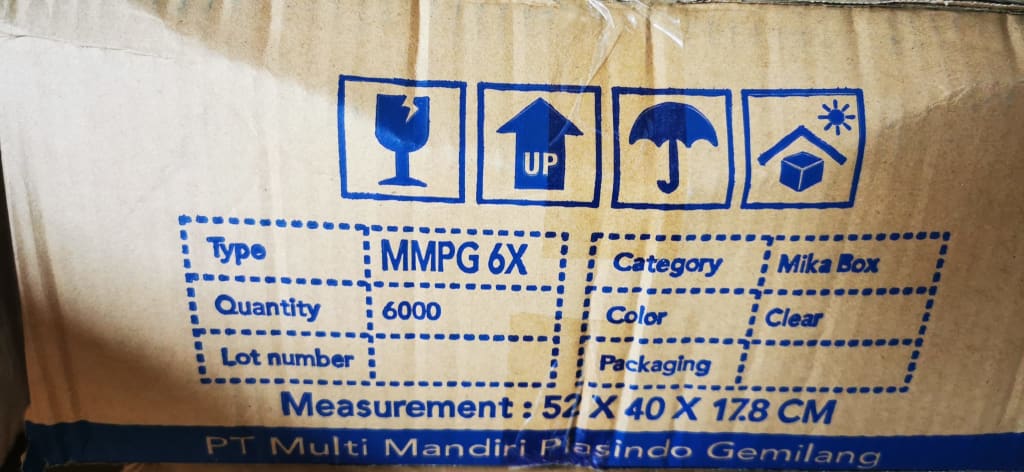 UP
Type MMPG 6X Category Mika Box
Quantity 6000 Color Clear
Lot number Packaging
Measurement : 52 X 40 X 17.8 CM
PT Multi Mandiri Plasindo Gemilang